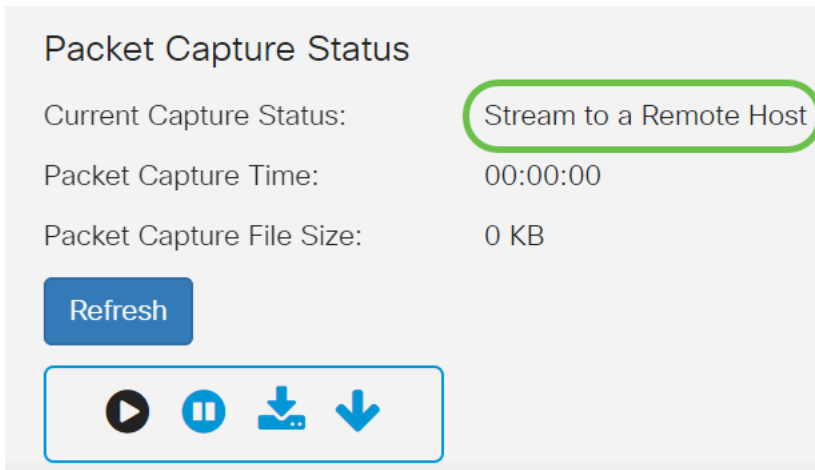 Packet Capture Status
Current Capture Status: Stream to a Remote Host
Packet Capture Time: 00:00:00
Packet Capture File Size: 0 KB
Refresh